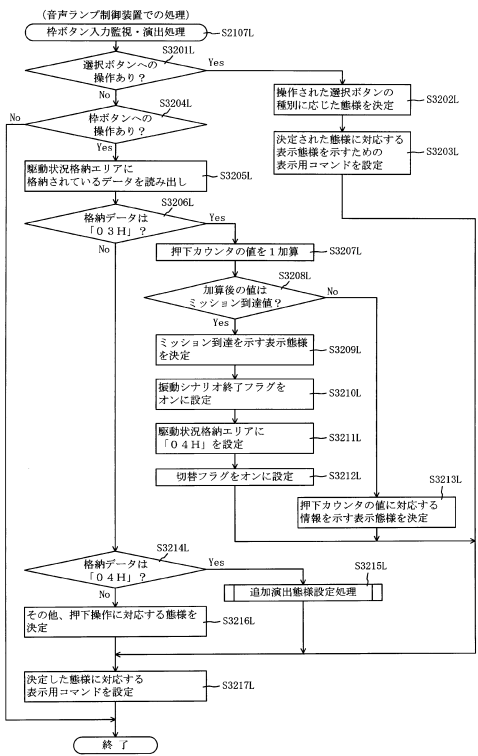 (音声ランプ制御装置での処理)
枠ボタン入力監視・演出処理
S2107L
S3201L
選択ボタンへの
操作あり？
Yes
No
操作された選択ボタンの
種別に応じた態様を決定
S3202L
S3204L
No
枠ボタンへの
操作あり？
Yes
決定された態様に対応する
表示態様を示すための
表示用コマンドを設定
S3203L
駆動状況格納エリアに
格納されているデータを読み出し
S3205L
S3206L
格納データは
「０３Ｈ」？
Yes
No
押下カウンタの値を１加算
S3207L
S3208L
加算後の値は
ミッション到達値？
No
Yes
ミッション到達を示す表示態様
を決定
S3209L
振動シナリオ終了フラグを
オンに設定
S3210L
駆動状況格納エリアに
「０４Ｈ」を設定
S3211L
切替フラグをオンに設定
S3212L
S3213L
押下カウンタの値に対応する
情報を示す表示態様を決定
S3214L
格納データは
「０４Ｈ」？
Yes
No
S3215L
追加演出態様設定処理
その他、押下操作に対応する態様を
決定
S3216L
決定した態様に対応する
表示用コマンドを設定
S3217L
終了